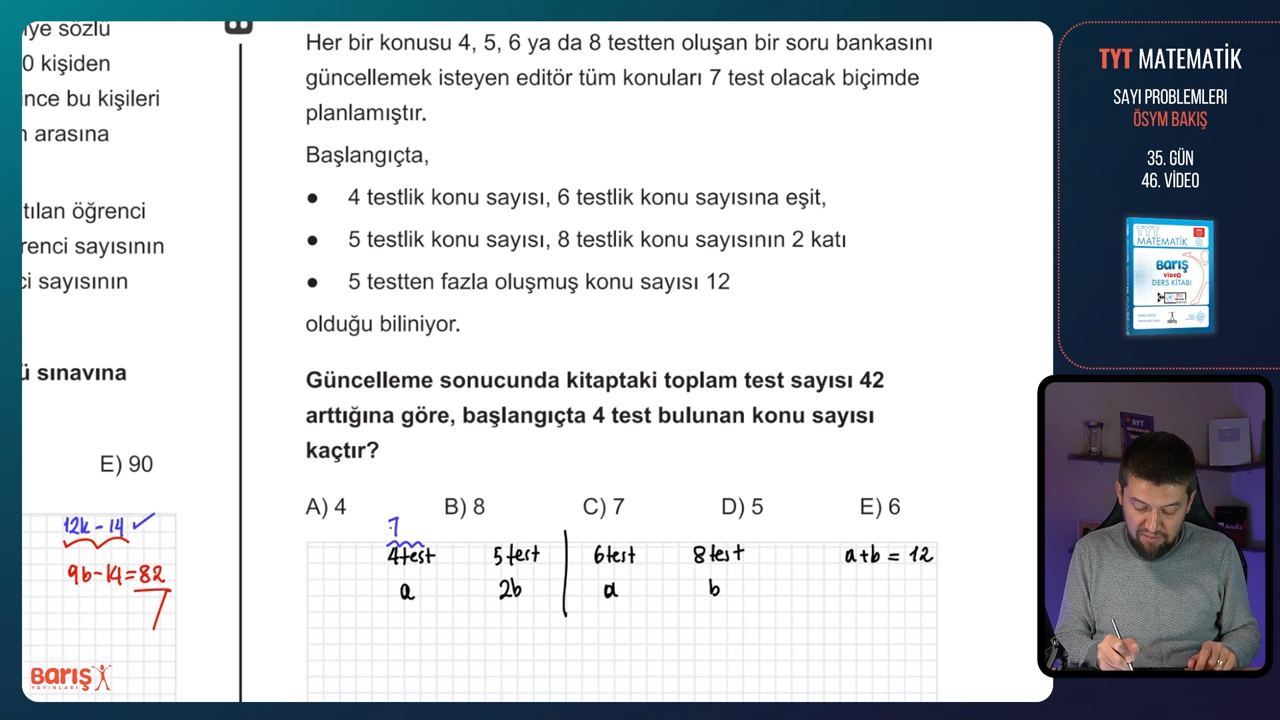 iye sözlü
0 kişiden
ince bu kişileri
n arasına
tılan öğrenci
renci sayısının
ci sayısının
ü sınavına
E) 90
12k - 14 ✓
9b-14=82
7
BARIŞ
YAYINLARI
8
Her bir konusu 4, 5, 6 ya da 8 testten oluşan bir soru bankasını
güncellemek isteyen editör tüm konuları 7 test olacak biçimde
planlamıştır.
Başlangıçta,
● 4 testlik konu sayısı, 6 testlik konu sayısına eşit,
● 5 testlik konu sayısı, 8 testlik konu sayısının 2 katı
● 5 testten fazla oluşmuş konu sayısı 12
olduğu biliniyor.
Güncelleme sonucunda kitaptaki toplam test sayısı 42
arttığına göre, başlangıçta 4 test bulunan konu sayısı
kaçtır?
A) 4 B) 8 C) 7 D) 5 E) 6
7
4test 5test 6test 8test a+b = 12
a 2b a b
TYT MATEMATİK
SAYI PROBLEMLERI
ÖSYM BAKIŞ
35. GÜN
46. VİDEO
TYT
MATEMATİK
BARIŞ
VİDEO
DERS KİTABI